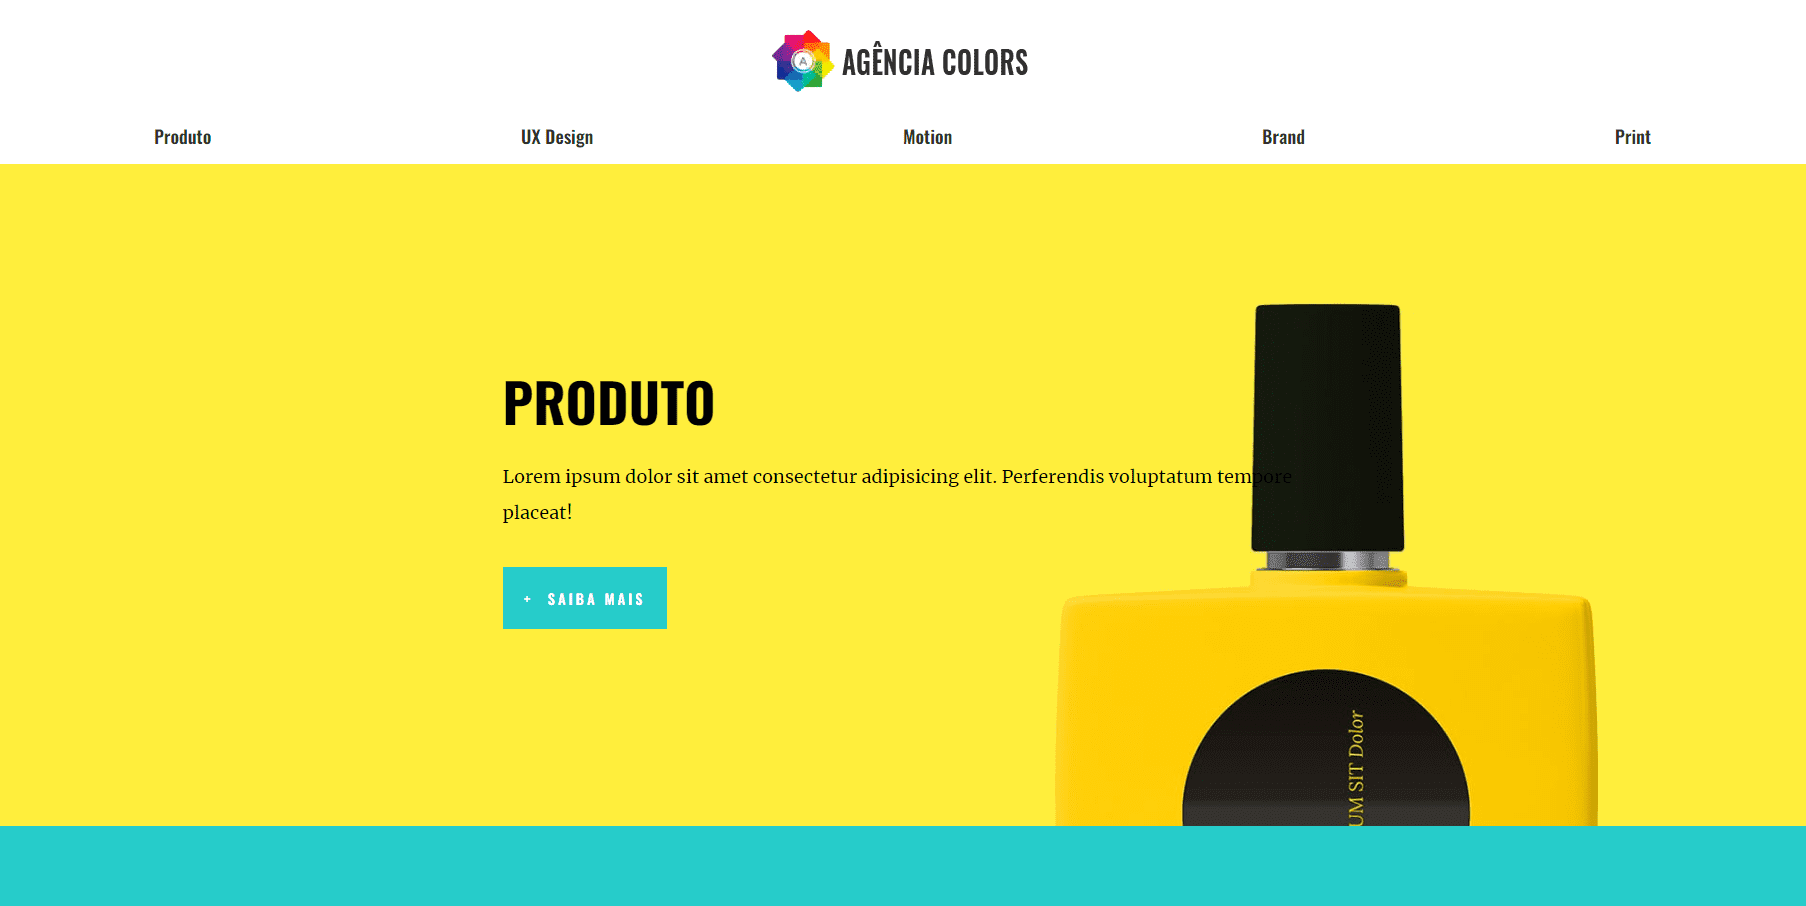 A
AGÊNCIA COLORS
Produto UX Design Motion Brand Print
PRODUTO
Lorem ipsum dolor sit amet consectetur adipisicing elit. Perferendis voluptatum tempore
placeat!
+ SAIBA MAIS
UM SIT Dolor